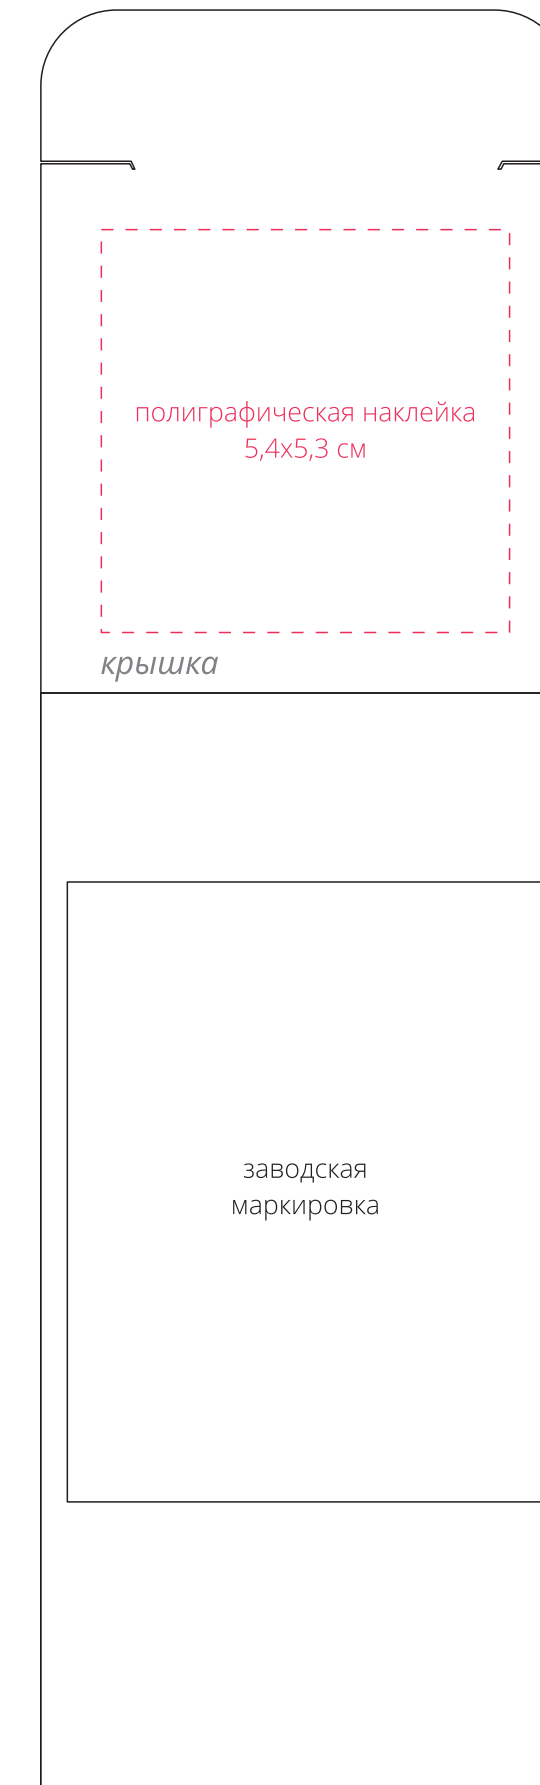 полиграфическая наклейка
5,4х5,3 см
крышка
заводская
маркировка